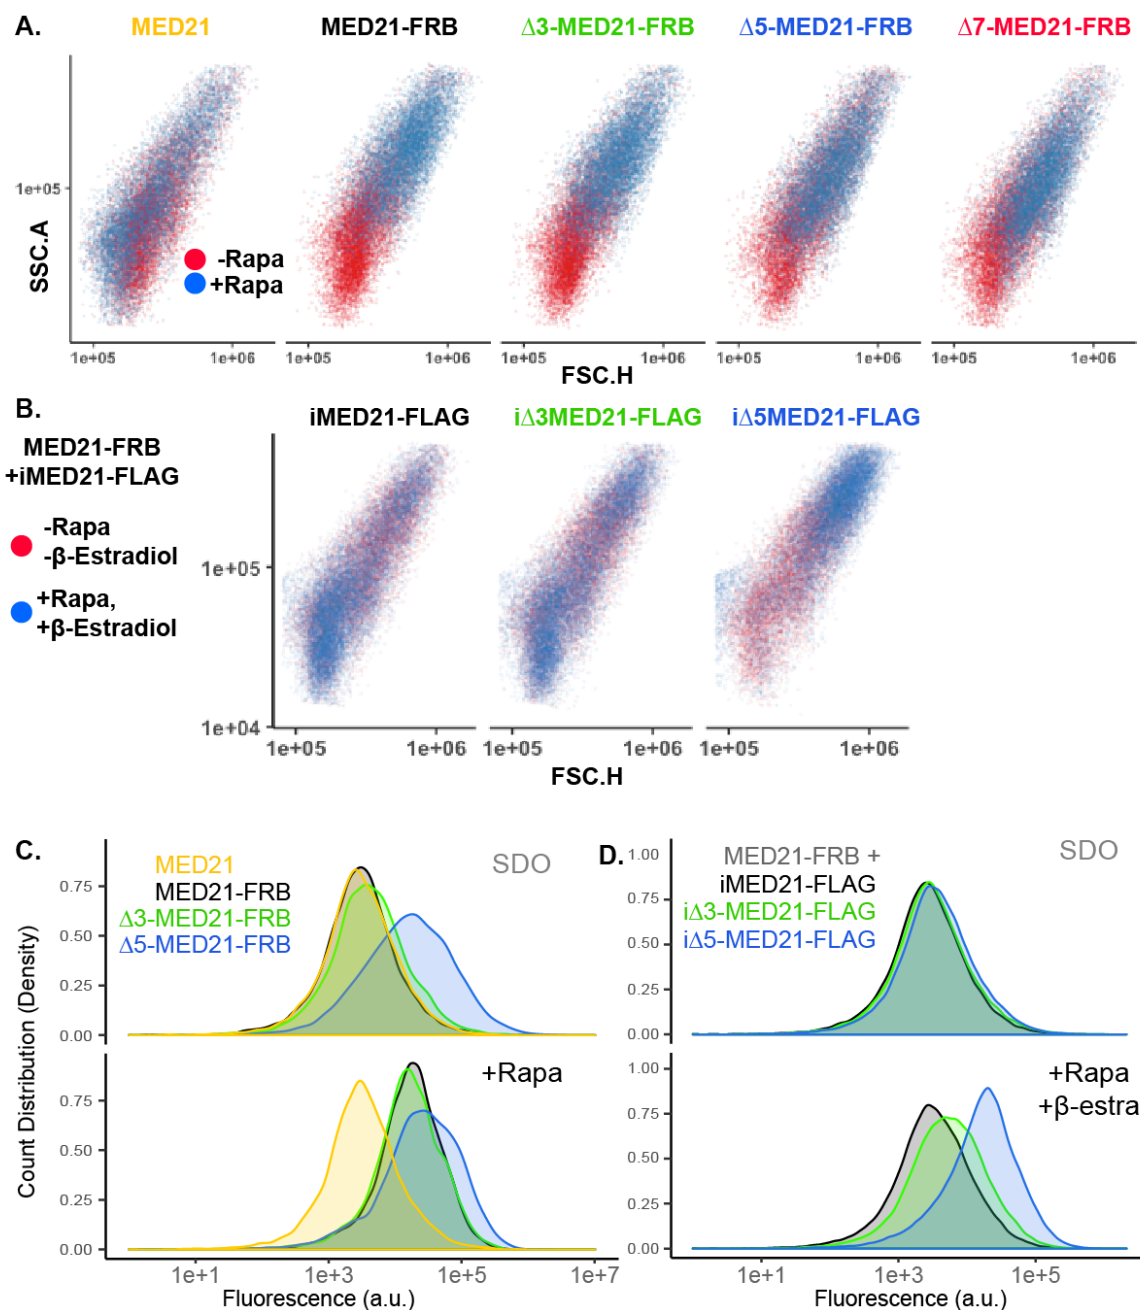 A.
MED21 MED21-FRB Δ3-MED21-FRB Δ5-MED21-FRB Δ7-MED21-FRB
SSC.A
1e+05
-Rapa
+Rapa
1e+05 1e+06 1e+05 1e+06 1e+05 1e+06 1e+05 1e+06 1e+05 1e+06
FSC.H
B.
MED21-FRB
+iMED21-FLAG
-Rapa
-β-Estradiol
+Rapa,
+β-Estradiol
iMED21-FLAG iΔ3MED21-FLAG iΔ5MED21-FLAG
1e+05
1e+04
1e+05 1e+06 1e+05 1e+06 1e+05 1e+06
FSC.H
C.
MED21
MED21-FRB
Δ3-MED21-FRB
Δ5-MED21-FRB
SDO
0.75
0.50
0.25
0.00
+Rapa
0.75
0.50
0.25
0.00
Count Distribution (Density)
1e+1 1e+3 1e+5 1e+7
Fluorescence (a.u.)
D.
MED21-FRB +
iMED21-FLAG
iΔ3-MED21-FLAG
iΔ5-MED21-FLAG
SDO
1.00
0.75
0.50
0.25
0.00
+Rapa
+β-estra
1.00
0.75
0.50
0.25
0.00
1e+1 1e+3 1e+5
Fluorescence (a.u.)